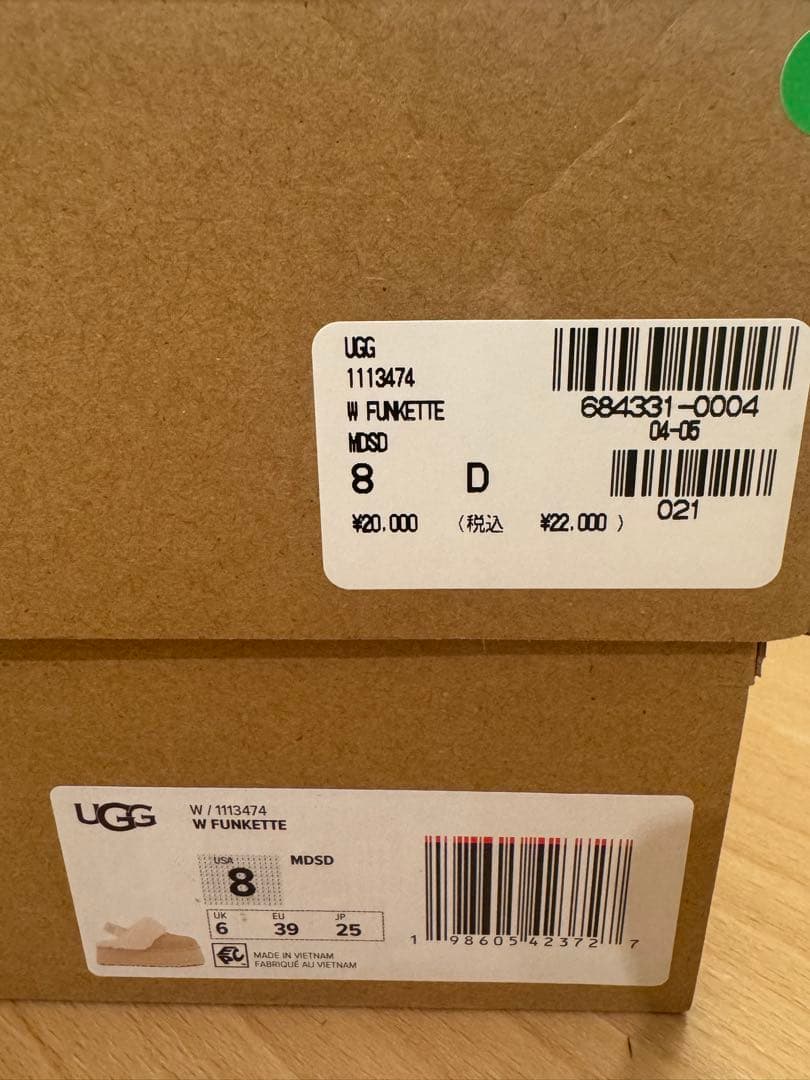 UGG
1113474
W FUNKETTE
MDSD
8 D
¥20,000 (税込 ¥22,000 )
684331-0004
04-05
021
UGG
W / 1113474
W FUNKETTE
USA
8
MDSD
UK EU JP
6 39 25
MADE IN VIETNAM
FABRIQUÉ AU VIETNAM
1 98605 42372 7